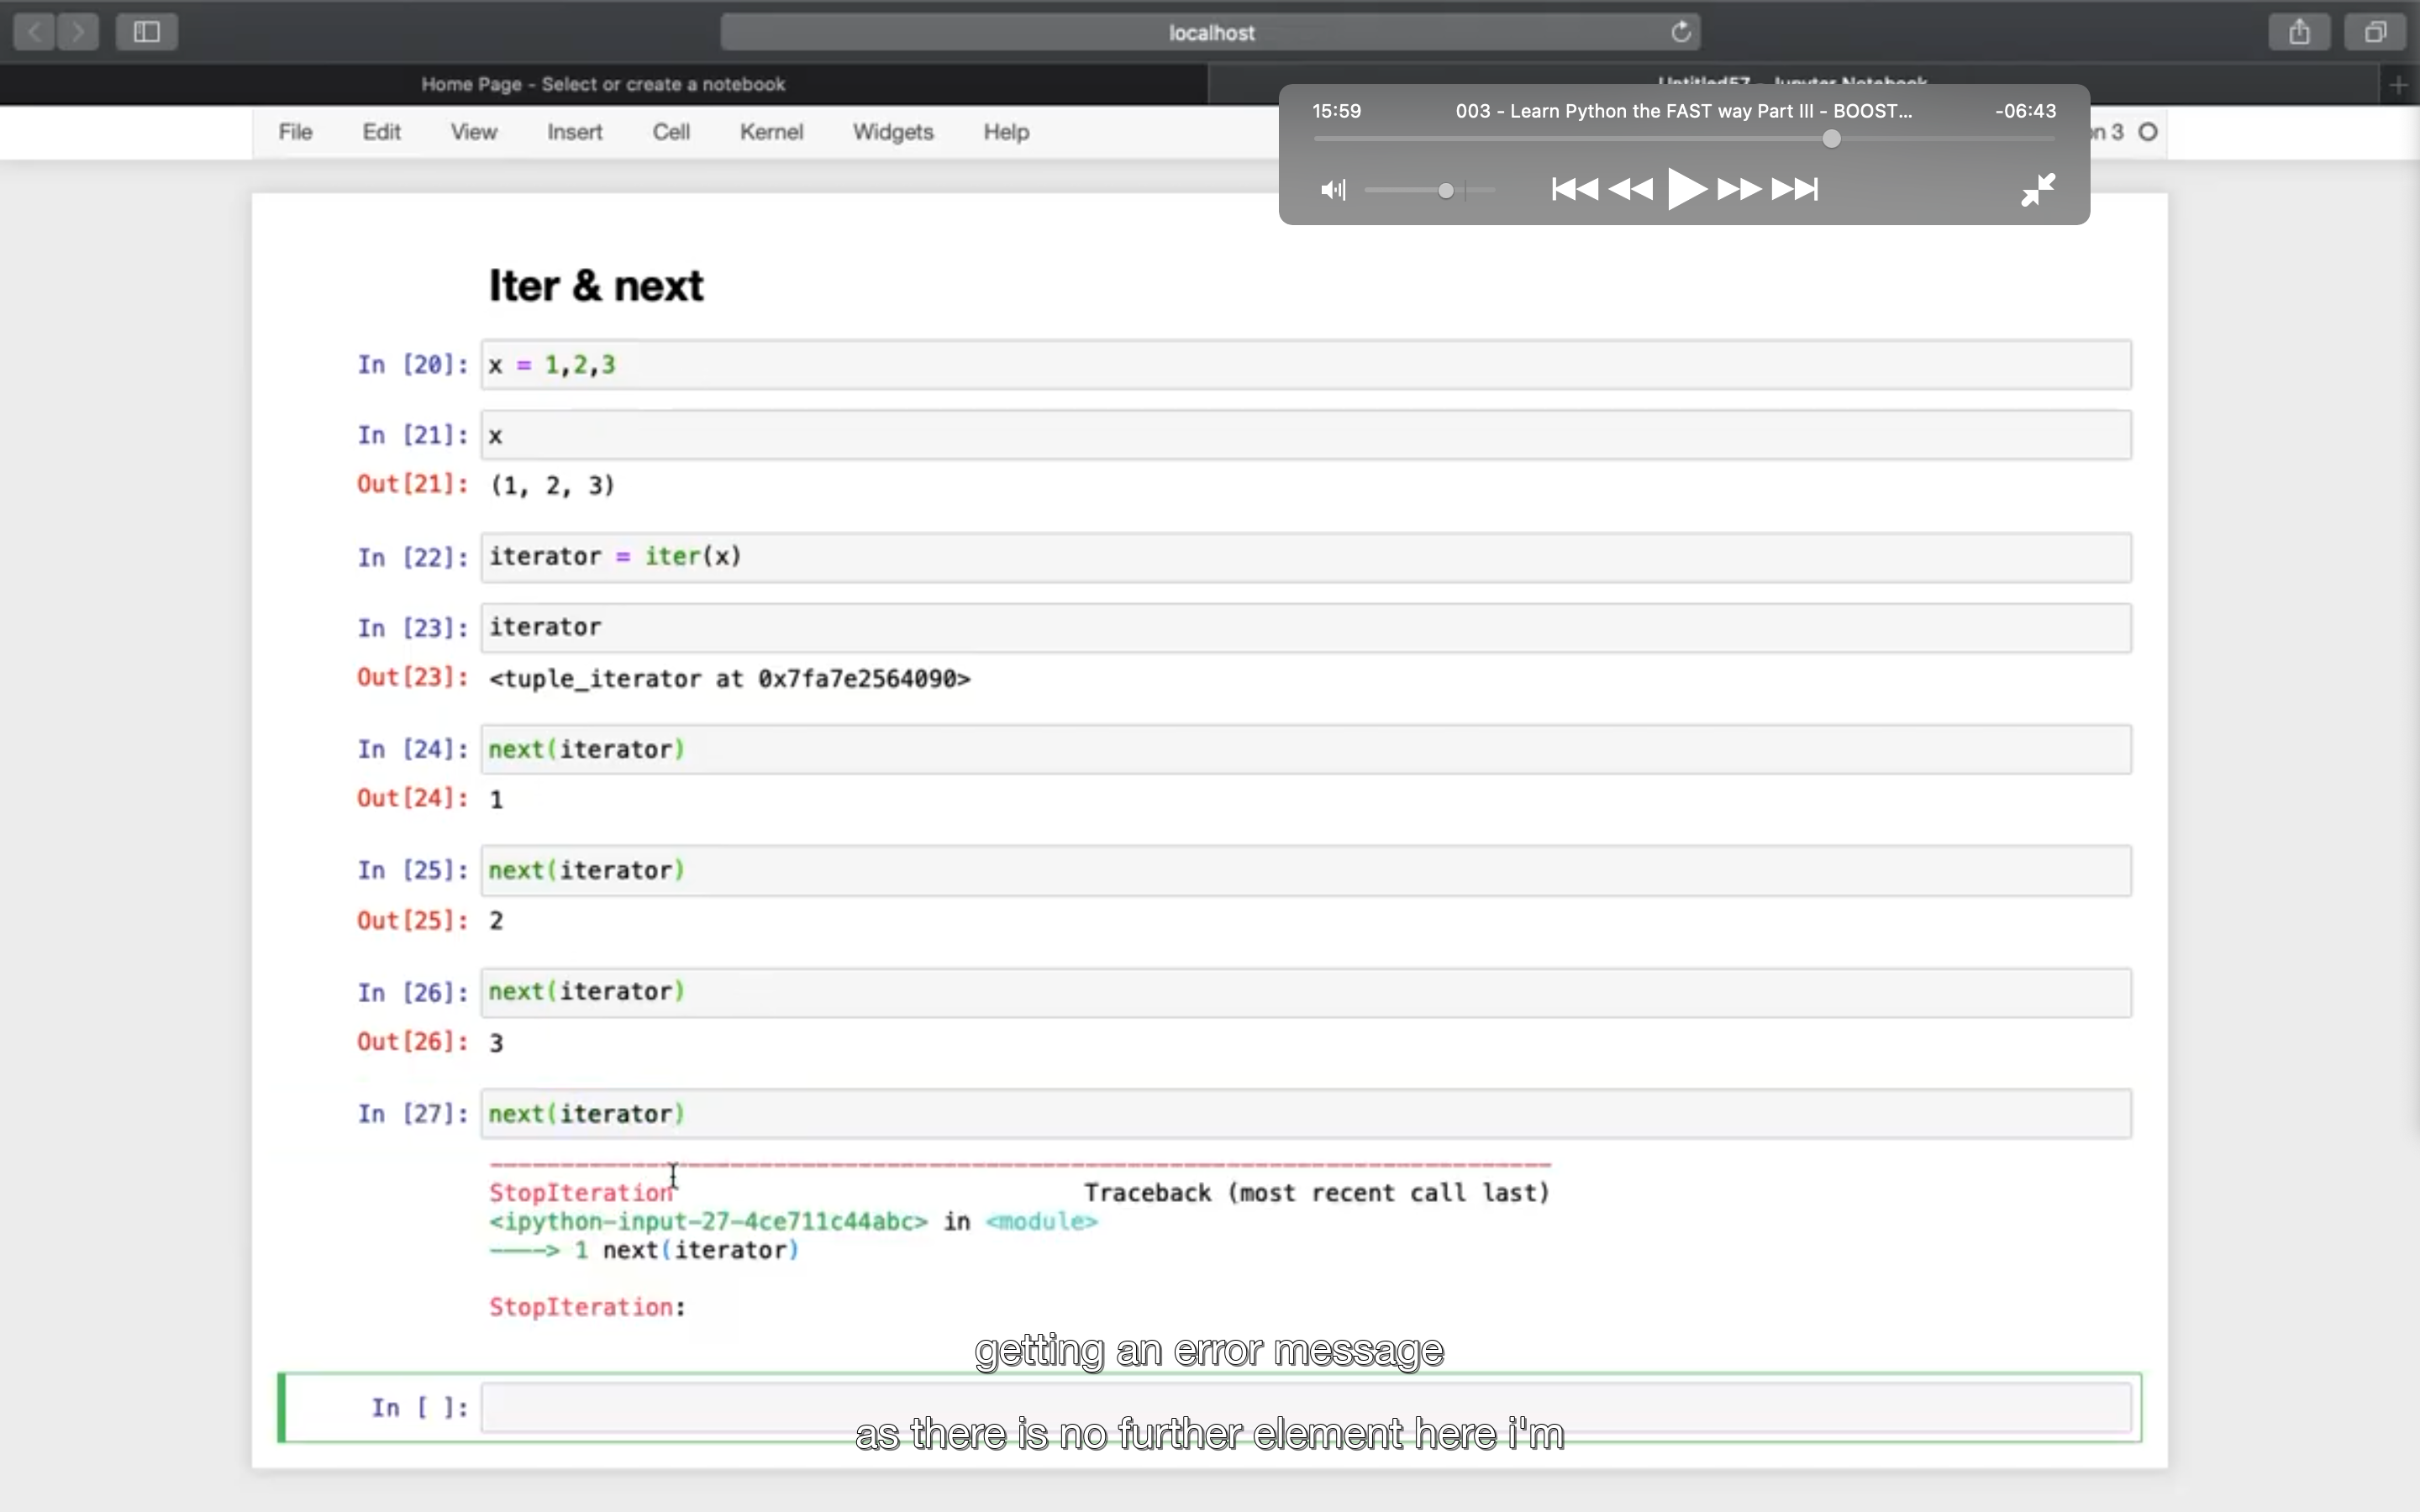 localhost
Home Page - Select or create a notebook
15:59 003 - Learn Python the FAST way Part III - BOOST... -06:43
File Edit View Insert Cell Kernel Widgets Help
n 3
Iter & next
In [20]: x = 1,2,3
In [21]: x
Out[21]: (1, 2, 3)
In [22]: iterator = iter(x)
In [23]: iterator
Out[23]: <tuple_iterator at 0x7fa7e2564090>
In [24]: next(iterator)
Out[24]: 1
In [25]: next(iterator)
Out[25]: 2
In [26]: next(iterator)
Out[26]: 3
In [27]: next(iterator)
---------------------------------------------------------------------------
StopIteration Traceback (most recent call last)
<ipython-input-27-4ce711c44abc> in <module>
----> 1 next(iterator)
StopIteration:
getting an error message
In [ ]:
as there is no further element here i'm